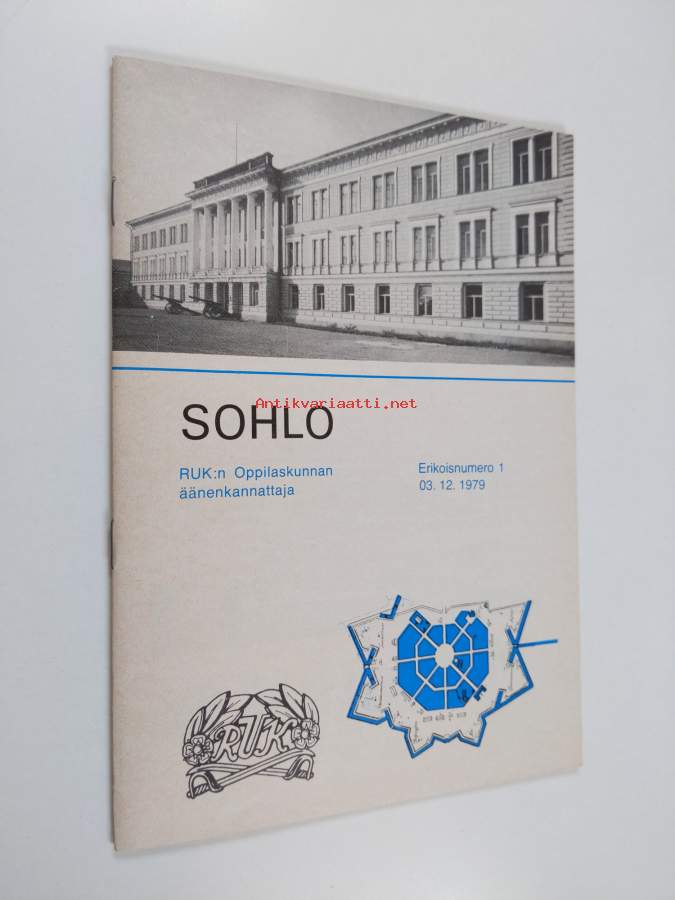 Antikvariaatti.net
SOHLO
RUK:n Oppilaskunnan
äänenkannattaja
Erikoisnumero 1
03. 12. 1979
RUK